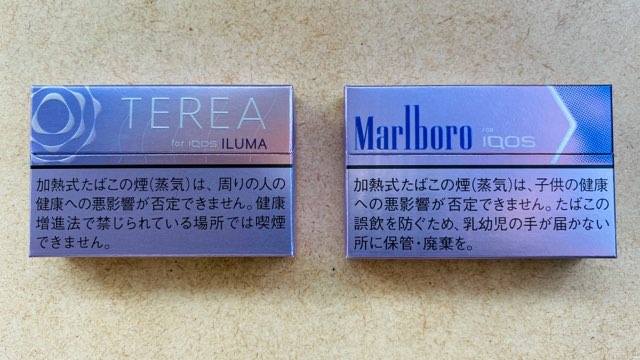 TEREA
for IQOS ILUMA
加熱式たばこの煙(蒸気)は、周りの人の
健康への悪影響が否定できません。健康
増進法で禁じられている場所では喫煙
できません。
Marlboro FOR IQOS
加熱式たばこの煙(蒸気)は、子供の健康
への悪影響が否定できません。たばこの
誤飲を防ぐため、乳幼児の手が届かない
所に保管・廃棄を。